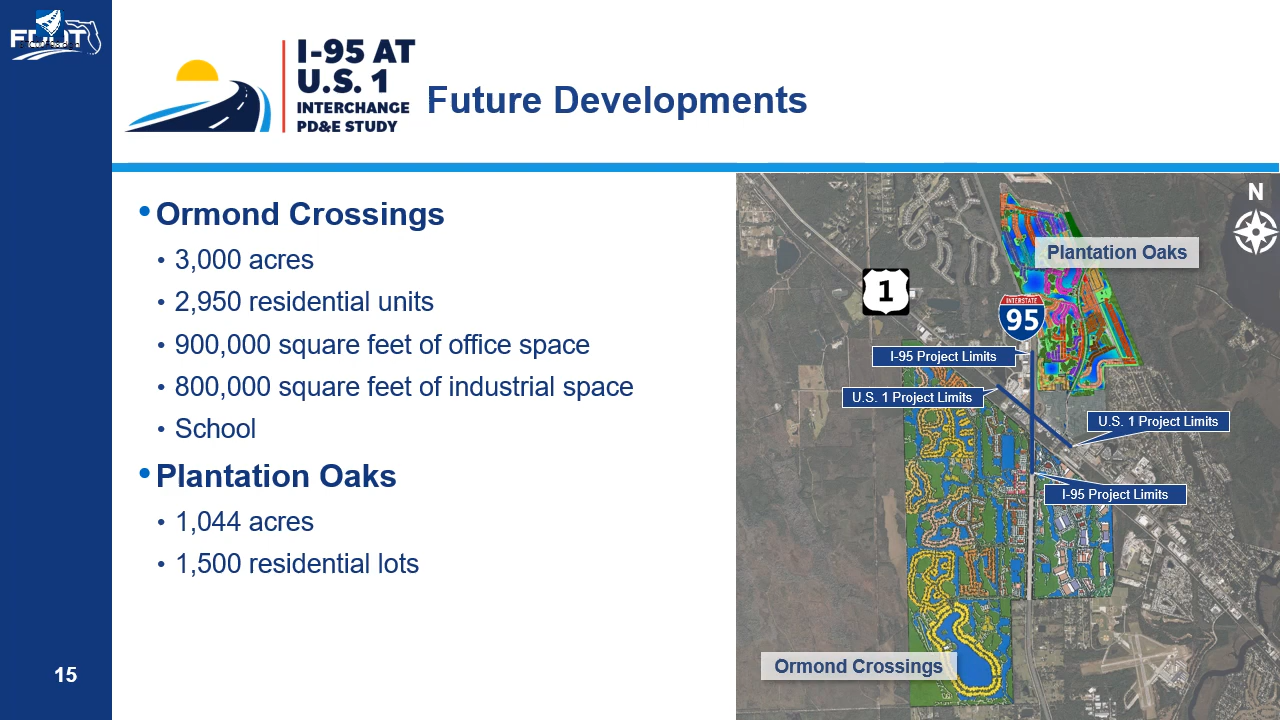 FDOT
I-95 AT
U.S. 1
INTERCHANGE
PD&E STUDY
Future Developments
• Ormond Crossings
• 3,000 acres
• 2,950 residential units
• 900,000 square feet of office space
• 800,000 square feet of industrial space
• School
• Plantation Oaks
• 1,044 acres
• 1,500 residential lots
N
Plantation Oaks
1
INTERSTATE
95
I-95 Project Limits
U.S. 1 Project Limits
U.S. 1 Project Limits
I-95 Project Limits
Ormond Crossings
15